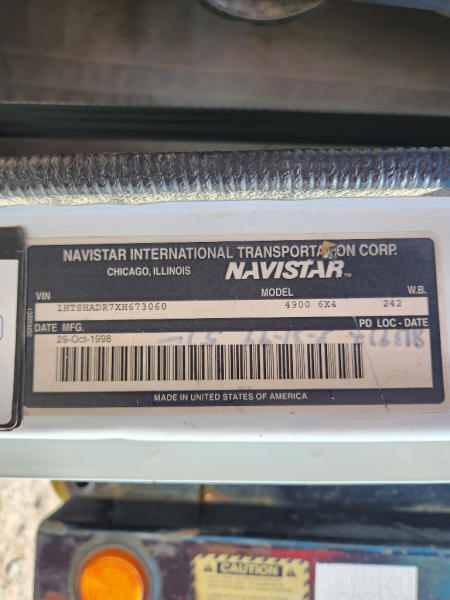 NAVISTAR INTERNATIONAL TRANSPORTATION CORP.
CHICAGO, ILLINOIS NAVISTAR™
VIN MODEL W.B.
1HTSHADR7XH673060 4900 6X4 242
DATE MFG. PD LOC - DATE
29-Oct-1998
MADE IN UNITED STATES OF AMERICA
CAUTION